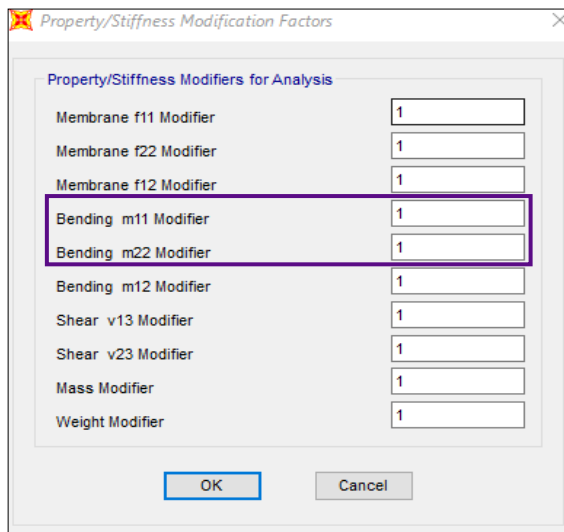 Property/Stiffness Modification Factors
Property/Stiffness Modifiers for Analysis
Membrane f11 Modifier 1
Membrane f22 Modifier 1
Membrane f12 Modifier 1
Bending m11 Modifier 1
Bending m22 Modifier 1
Bending m12 Modifier 1
Shear v13 Modifier 1
Shear v23 Modifier 1
Mass Modifier 1
Weight Modifier 1
OK Cancel